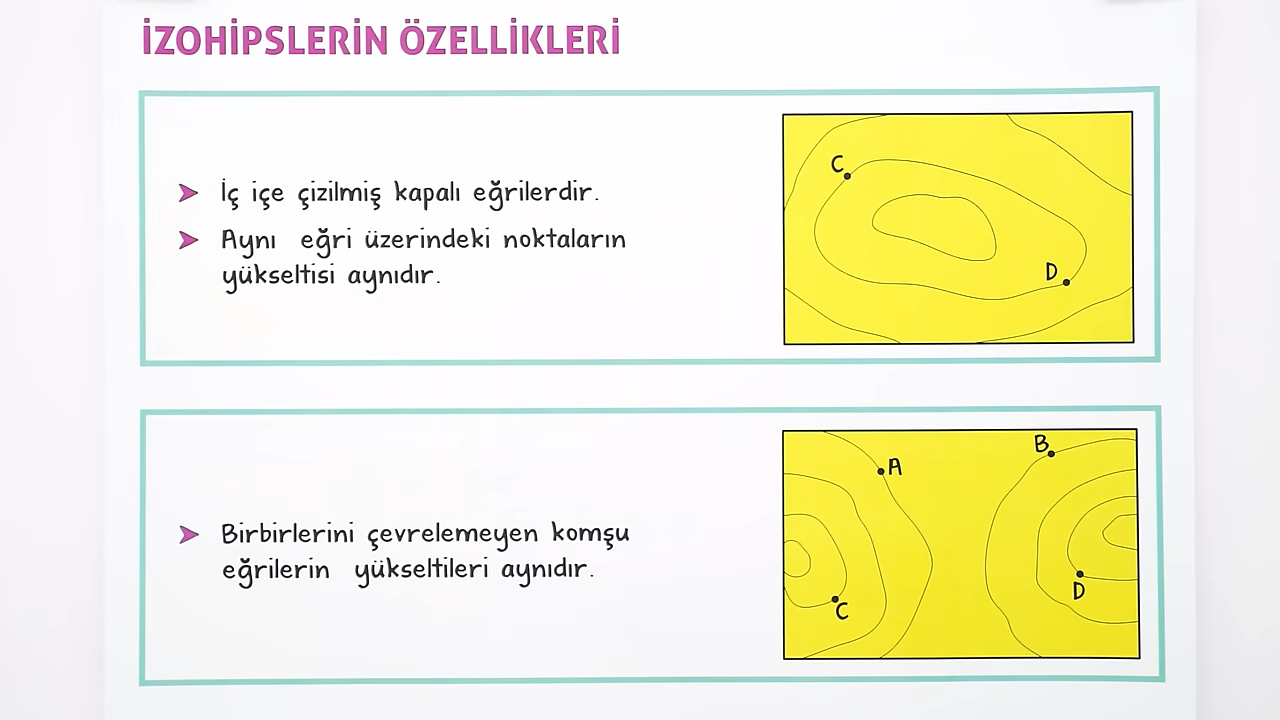 İZOHİPSLERİN ÖZELLİKLERİ
İç içe çizilmiş kapalı eğrilerdir.
Aynı eğri üzerindeki noktaların
yükseltisi aynıdır.
C
D
Birbirlerini çevrelemeyen komşu
eğrilerin yükseltileri aynıdır.
A
B
C
D